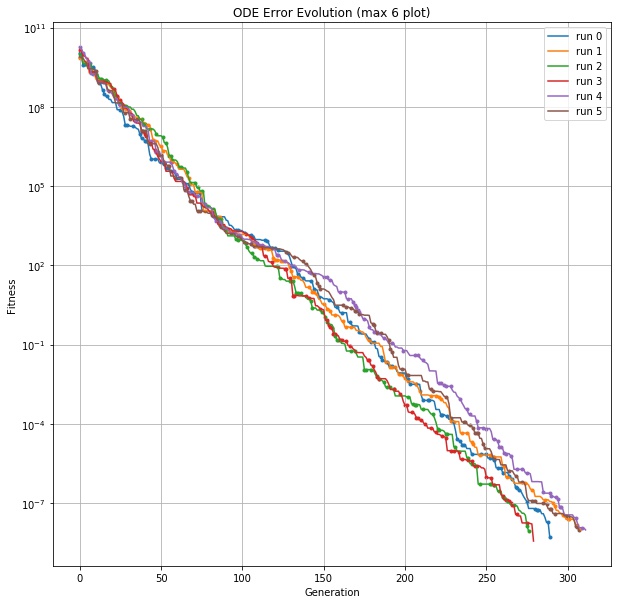 ODE Error Evolution (max 6 plot)
run 0
run 1
run 2
run 3
run 4
run 5
Fitness
10^11
10^8
10^5
10^2
10^-1
10^-4
10^-7
0 50 100 150 200 250 300
Generation